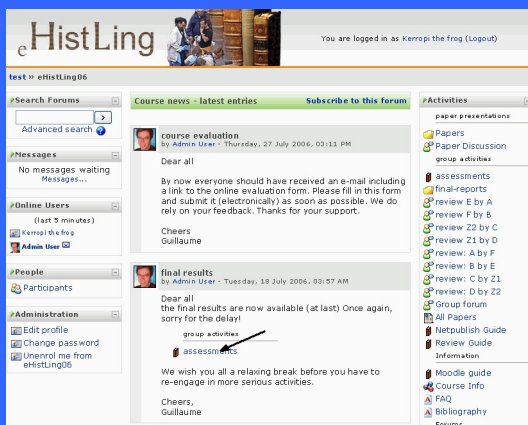 eHistLing
You are logged in as Kerropi the frog (Logout)
test » eHistLing06
Search Forums
Advanced search
Messages
No messages waiting
Messages...
Online Users
(last 5 minutes)
Kerropi the frog
Admin User
People
Participants
Administration
Edit profile
Change password
Unenrol me from
eHistLing06
Course news - latest entries
Subscribe to this forum
course evaluation
by Admin User - Thursday, 27 July 2006, 03:11 PM
Dear all
By now everyone should have received an e-mail including
a link to the online evaluation form. Please fill in this form
and submit it (electronically) as soon as possible. We do
rely on your feedback. Thanks for your support.
Cheers
Guillaume
final results
by Admin User - Tuesday, 18 July 2006, 03:57 AM
Dear all
the final results are now available (at last) Once again,
sorry for the delay!
group activities
assessments
We wish you all a relaxing break before you have to
re-engage in more serious activities.
Cheers,
Guillaume
Activities
paper presentations
Papers
Paper Discussion
group activities
assessments
final-reports
review E by A
review F by B
review Z2 by C
review Z1 by D
review: A by F
review: B by E
review: C by Z1
review: D by Z2
Group forum
All Papers
Netpublish Guide
Review Guide
Information
Moodle guide
Course Info
FAQ
Bibliography
Forums